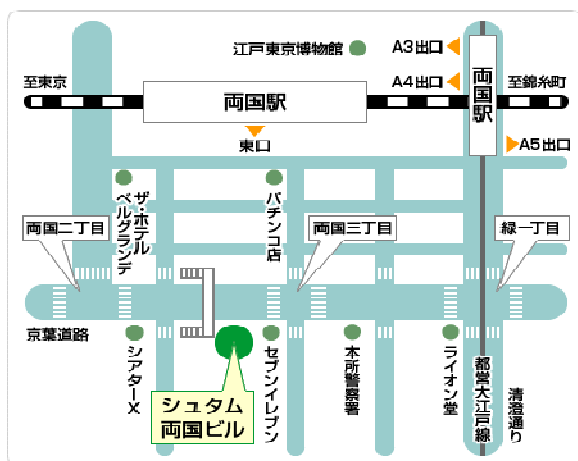 江戸東京博物館
A3出口
至東京
両国駅
A4出口
両国駅
至錦糸町
東口
A5出口
ザ・ホテル
ベルグランデ
パチンコ店
両国二丁目
両国三丁目
緑一丁目
京葉道路
シアターX
セブンイレブン
本所警察署
ライオン堂
都営大江戸線
清澄通り
シュタム
両国ビル